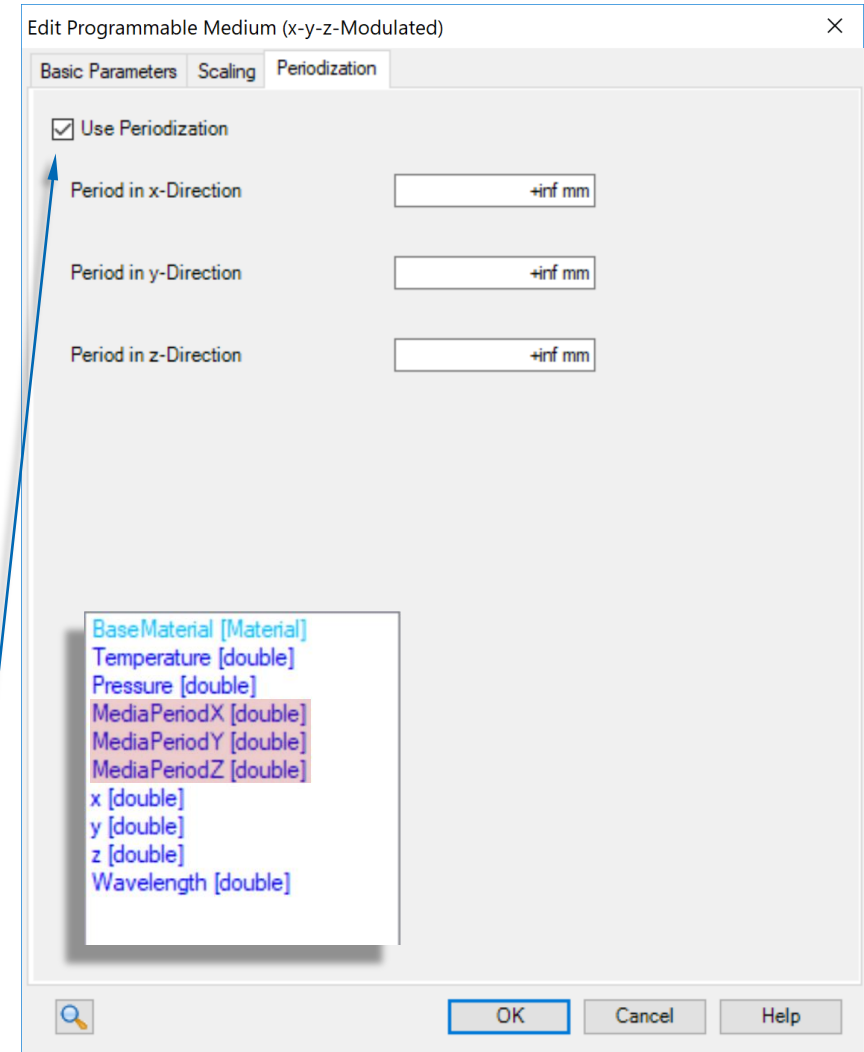 Edit Programmable Medium (x-y-z-Modulated)
Basic Parameters Scaling Periodization
Use Periodization
Period in x-Direction +inf mm
Period in y-Direction +inf mm
Period in z-Direction +inf mm
BaseMaterial [Material]
Temperature [double]
Pressure [double]
MediaPeriodX [double]
MediaPeriodY [double]
MediaPeriodZ [double]
x [double]
y [double]
z [double]
Wavelength [double]
OK Cancel Help